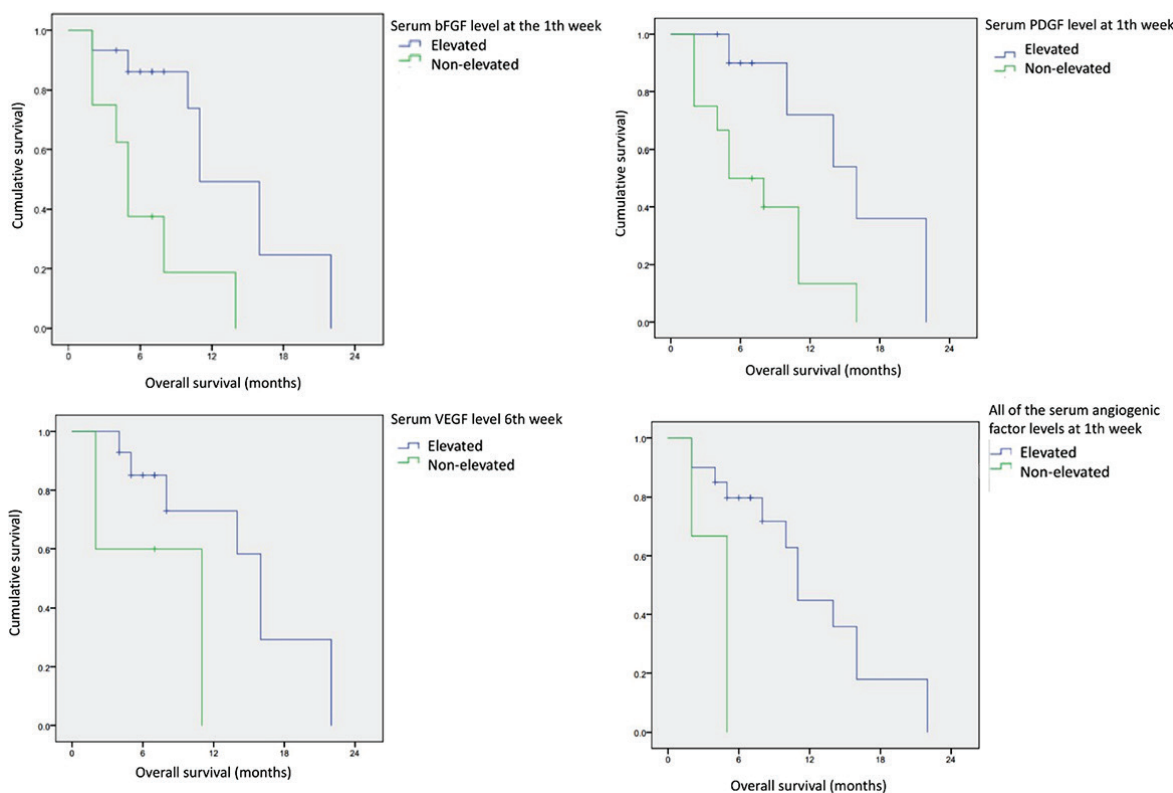 Serum bFGF level at the 1th week
Elevated
Non-elevated
Cumulative survival
1.0
0.8
0.6
0.4
0.2
0.0
0
6
12
18
24
Overall survival (months)
Serum PDGF level at 1th week
Elevated
Non-elevated
Cumulative survival
1.0
0.8
0.6
0.4
0.2
0.0
0
6
12
18
24
Overall survival (months)
Serum VEGF level 6th week
Elevated
Non-elevated
Cumulative survival
1.0
0.8
0.6
0.4
0.2
0.0
0
6
12
18
24
Overall survival (months)
All of the serum angiogenic
factor levels at 1th week
Elevated
Non-elevated
1.0
0.8
0.6
0.4
0.2
0.0
0
6
12
18
24
Overall survival (months)